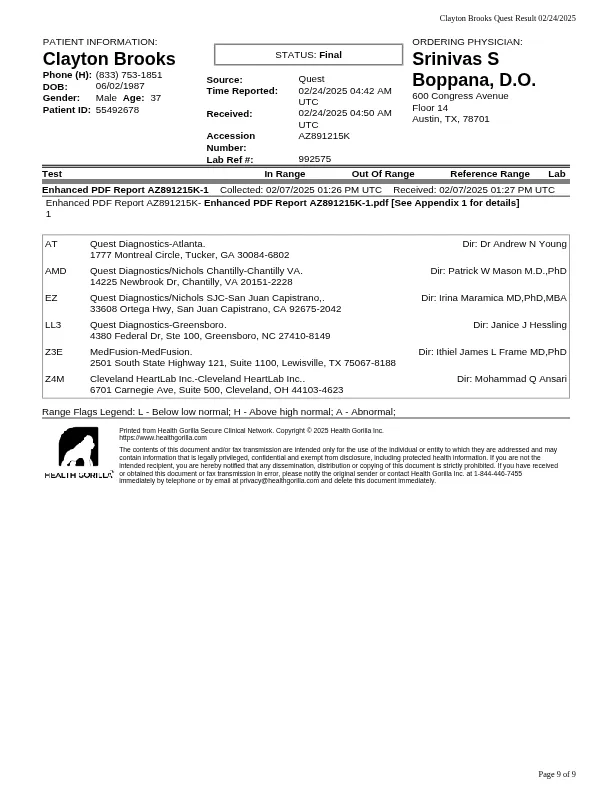 Clayton Brooks Quest Result 02/24/2025
PATIENT INFORMATION:
Clayton Brooks
Phone (H): (833) 753-1851
DOB: 06/02/1987
Gender: Male Age: 37
Patient ID: 55492678
STATUS: Final
Source: Quest
Time Reported: 02/24/2025 04:42 AM
UTC
Received: 02/24/2025 04:50 AM
UTC
Accession AZ891215K
Number:
Lab Ref #: 992575
ORDERING PHYSICIAN:
Srinivas S
Boppana, D.O.
600 Congress Avenue
Floor 14
Austin, TX, 78701
Test In Range Out Of Range Reference Range Lab
Enhanced PDF Report AZ891215K-1 Collected: 02/07/2025 01:26 PM UTC Received: 02/07/2025 01:27 PM UTC
Enhanced PDF Report AZ891215K- Enhanced PDF Report AZ891215K-1.pdf [See Appendix 1 for details]
1
AT Quest Diagnostics-Atlanta. Dir: Dr Andrew N Young
1777 Montreal Circle, Tucker, GA 30084-6802
AMD Quest Diagnostics/Nichols Chantilly-Chantilly VA. Dir: Patrick W Mason M.D.,PhD
14225 Newbrook Dr, Chantilly, VA 20151-2228
EZ Quest Diagnostics/Nichols SJC-San Juan Capistrano,. Dir: Irina Maramica MD,PhD,MBA
33608 Ortega Hwy, San Juan Capistrano, CA 92675-2042
LL3 Quest Diagnostics-Greensboro. Dir: Janice J Hessling
4380 Federal Dr, Ste 100, Greensboro, NC 27410-8149
Z3E MedFusion-MedFusion. Dir: Ithiel James L Frame MD,PhD
2501 South State Highway 121, Suite 1100, Lewisville, TX 75067-8188
Z4M Cleveland HeartLab Inc.-Cleveland HeartLab Inc.. Dir: Mohammad Q Ansari
6701 Carnegie Ave, Suite 500, Cleveland, OH 44103-4623
Range Flags Legend: L - Below low normal; H - Above high normal; A - Abnormal;
HEALTH GORILLA
Printed from Health Gorilla Secure Clinical Network. Copyright © 2025 Health Gorilla Inc.
https://www.healthgorilla.com
The contents of this document and/or fax transmission are intended only for the use of the individual or entity to which they are addressed and may
contain information that is legally privileged, confidential and exempt from disclosure, including protected health information. If you are not the
intended recipient, you are hereby notified that any dissemination, distribution or copying of this document is strictly prohibited. If you have received
or obtained this document or fax transmission in error, please notify the original sender or contact Health Gorilla Inc. at 1-844-446-7455
immediately by telephone or by email at privacy@healthgorilla.com and delete this document immediately.
Page 9 of 9